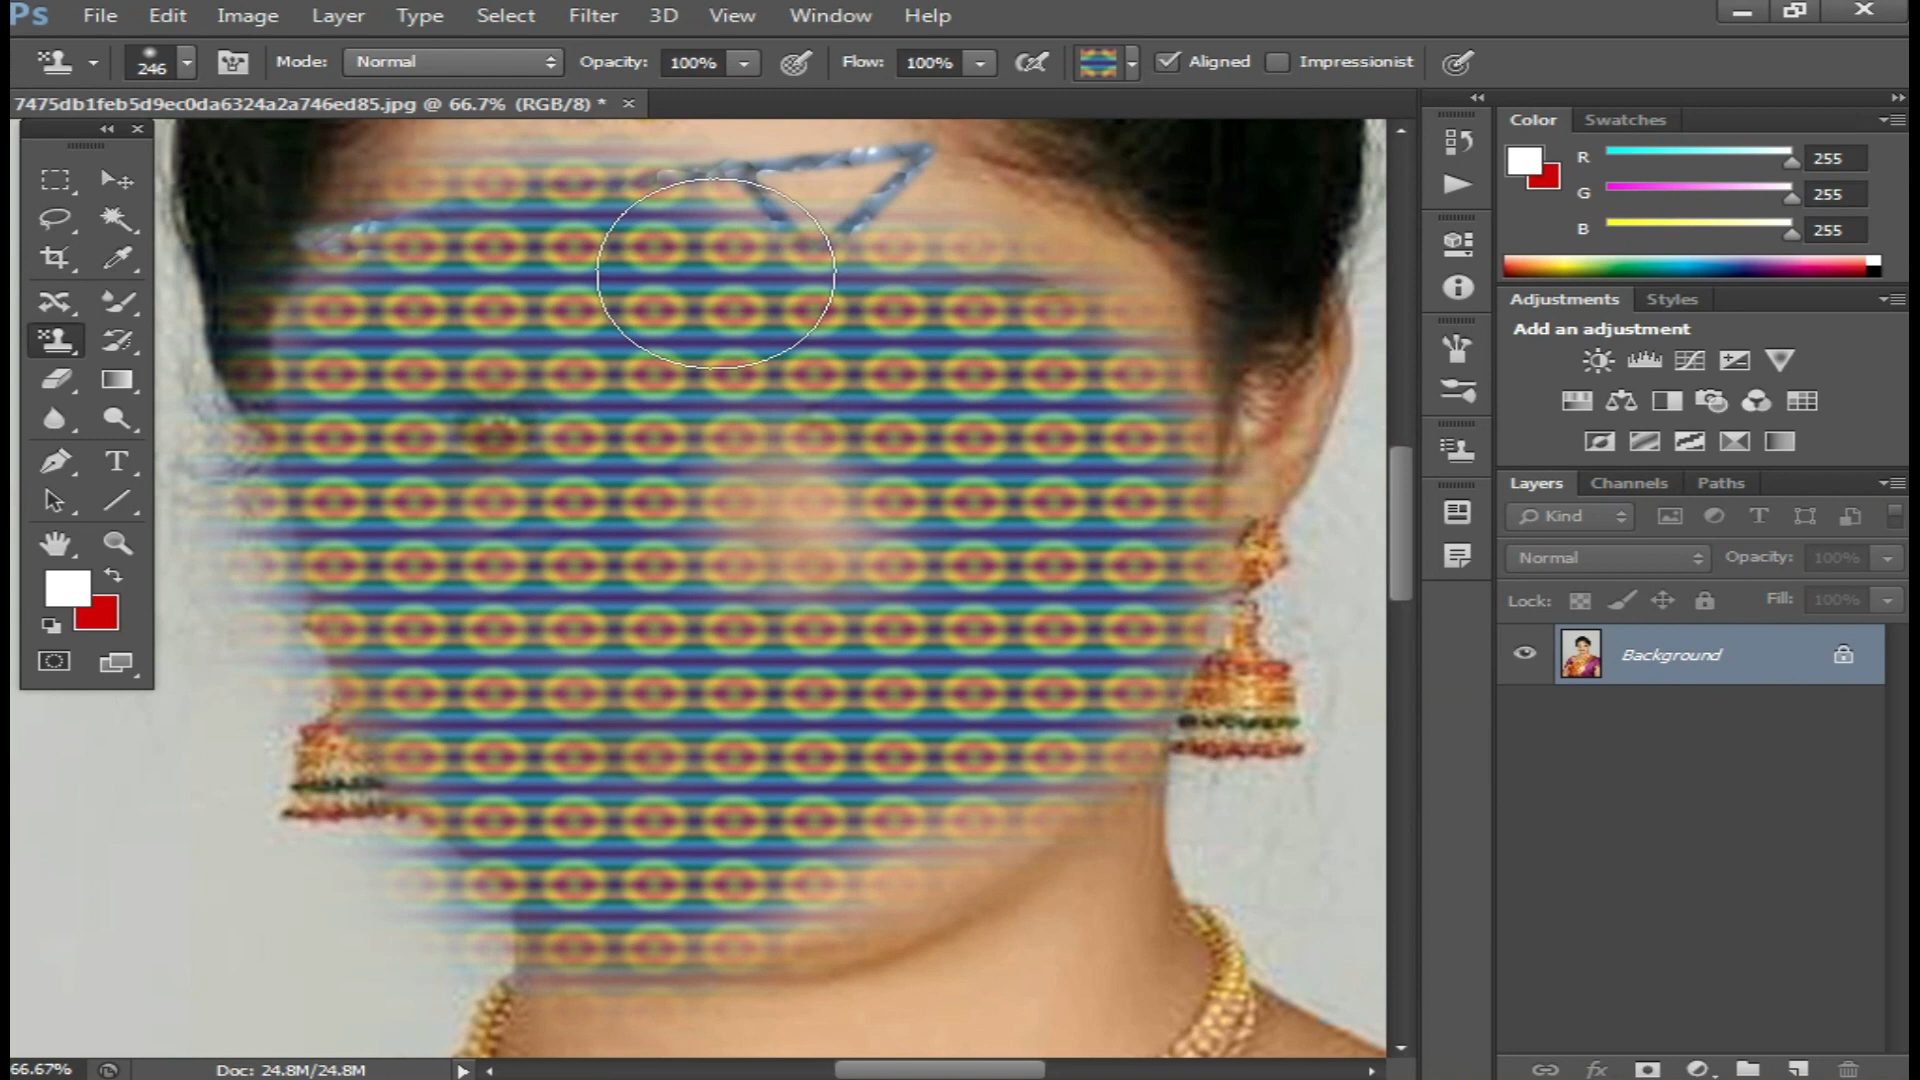 Ps File Edit Image Layer Type Select Filter 3D View Window Help
246 Mode: Normal Opacity: 100% Flow: 100% Aligned Impressionist
7475db1feb5d9ec0da6324a2a746ed85.jpg @ 66.7% (RGB/8) * ×
Color Swatches
R 255
G 255
B 255
Adjustments Styles
Add an adjustment
Layers Channels Paths
Kind
Normal Opacity: 100%
Lock: Fill: 100%
Background
66.67% Doc: 24.8M/24.8M